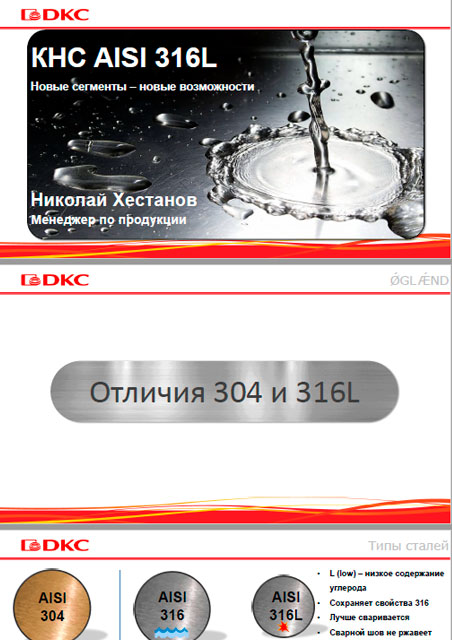 DKC
КНС AISI 316L
Новые сегменты – новые возможности
Николай Хестанов
Менеджер по продукции
DKC
ØGLÆND
Отличия 304 и 316L
DKC
Типы сталей
AISI
304
AISI
316
AISI
316L
• L (low) – низкое содержание
углерода
• Сохраняет свойства 316
• Лучше сваривается
• Сварной шов не ржавеет